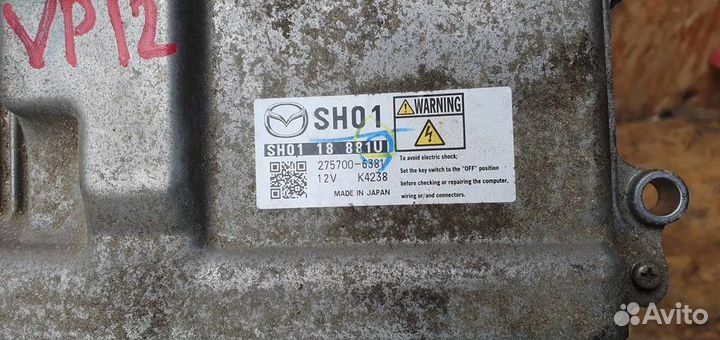 VP12
SH01
SH01 18 881U
275700-6381
12V K4238
MADE IN JAPAN
WARNING
To avoid electric shock;
Set the key switch to the "OFF" position
before checking or repairing the computer,
wiring or/and connectors.
Avito